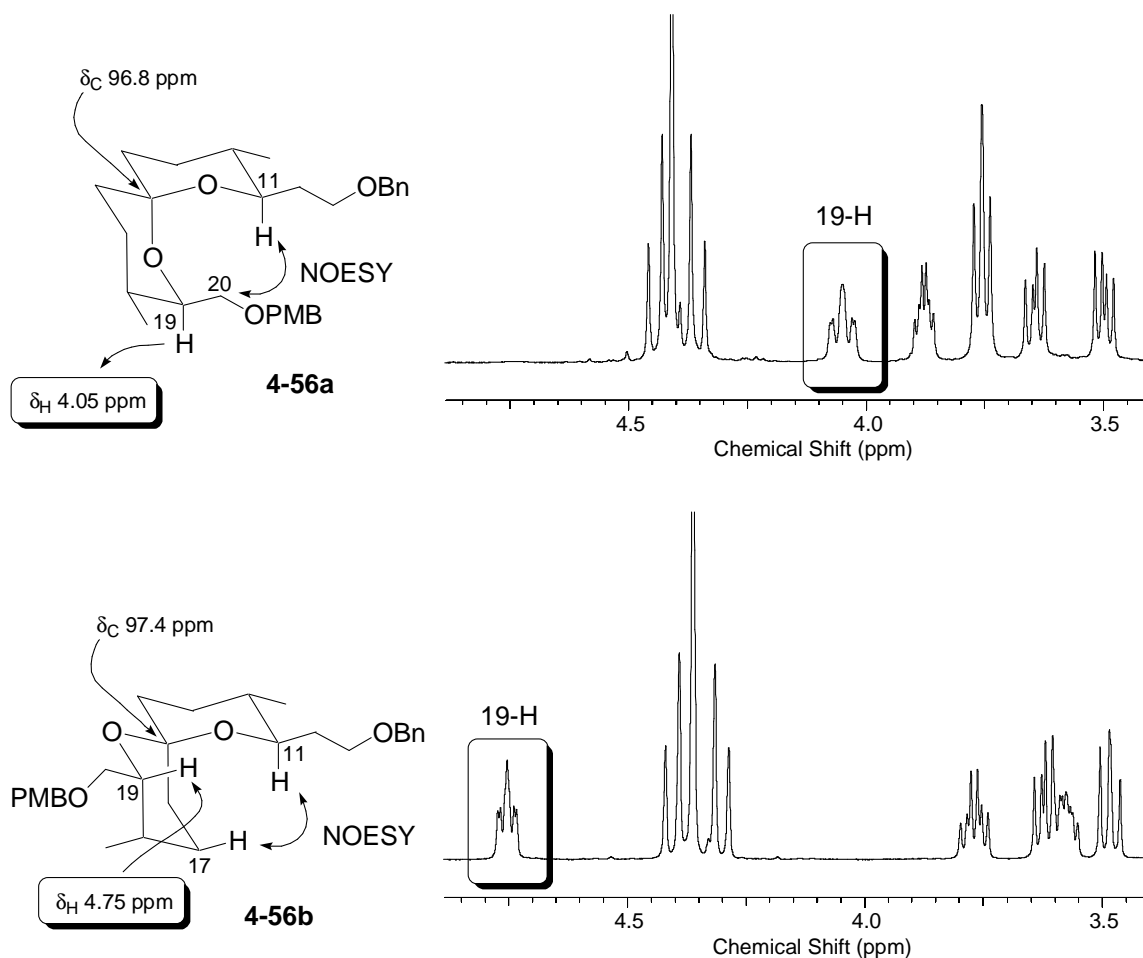 δC 96.8 ppm
O
11
OBn
H
O
NOESY
20
19
OPMB
H
δH 4.05 ppm
4-56a
19-H
4.5 4.0 3.5
Chemical Shift (ppm)
δC 97.4 ppm
O
O
11
OBn
H
H
PMBO
19
NOESY
H
17
δH 4.75 ppm
4-56b
19-H
4.5 4.0 3.5
Chemical Shift (ppm)